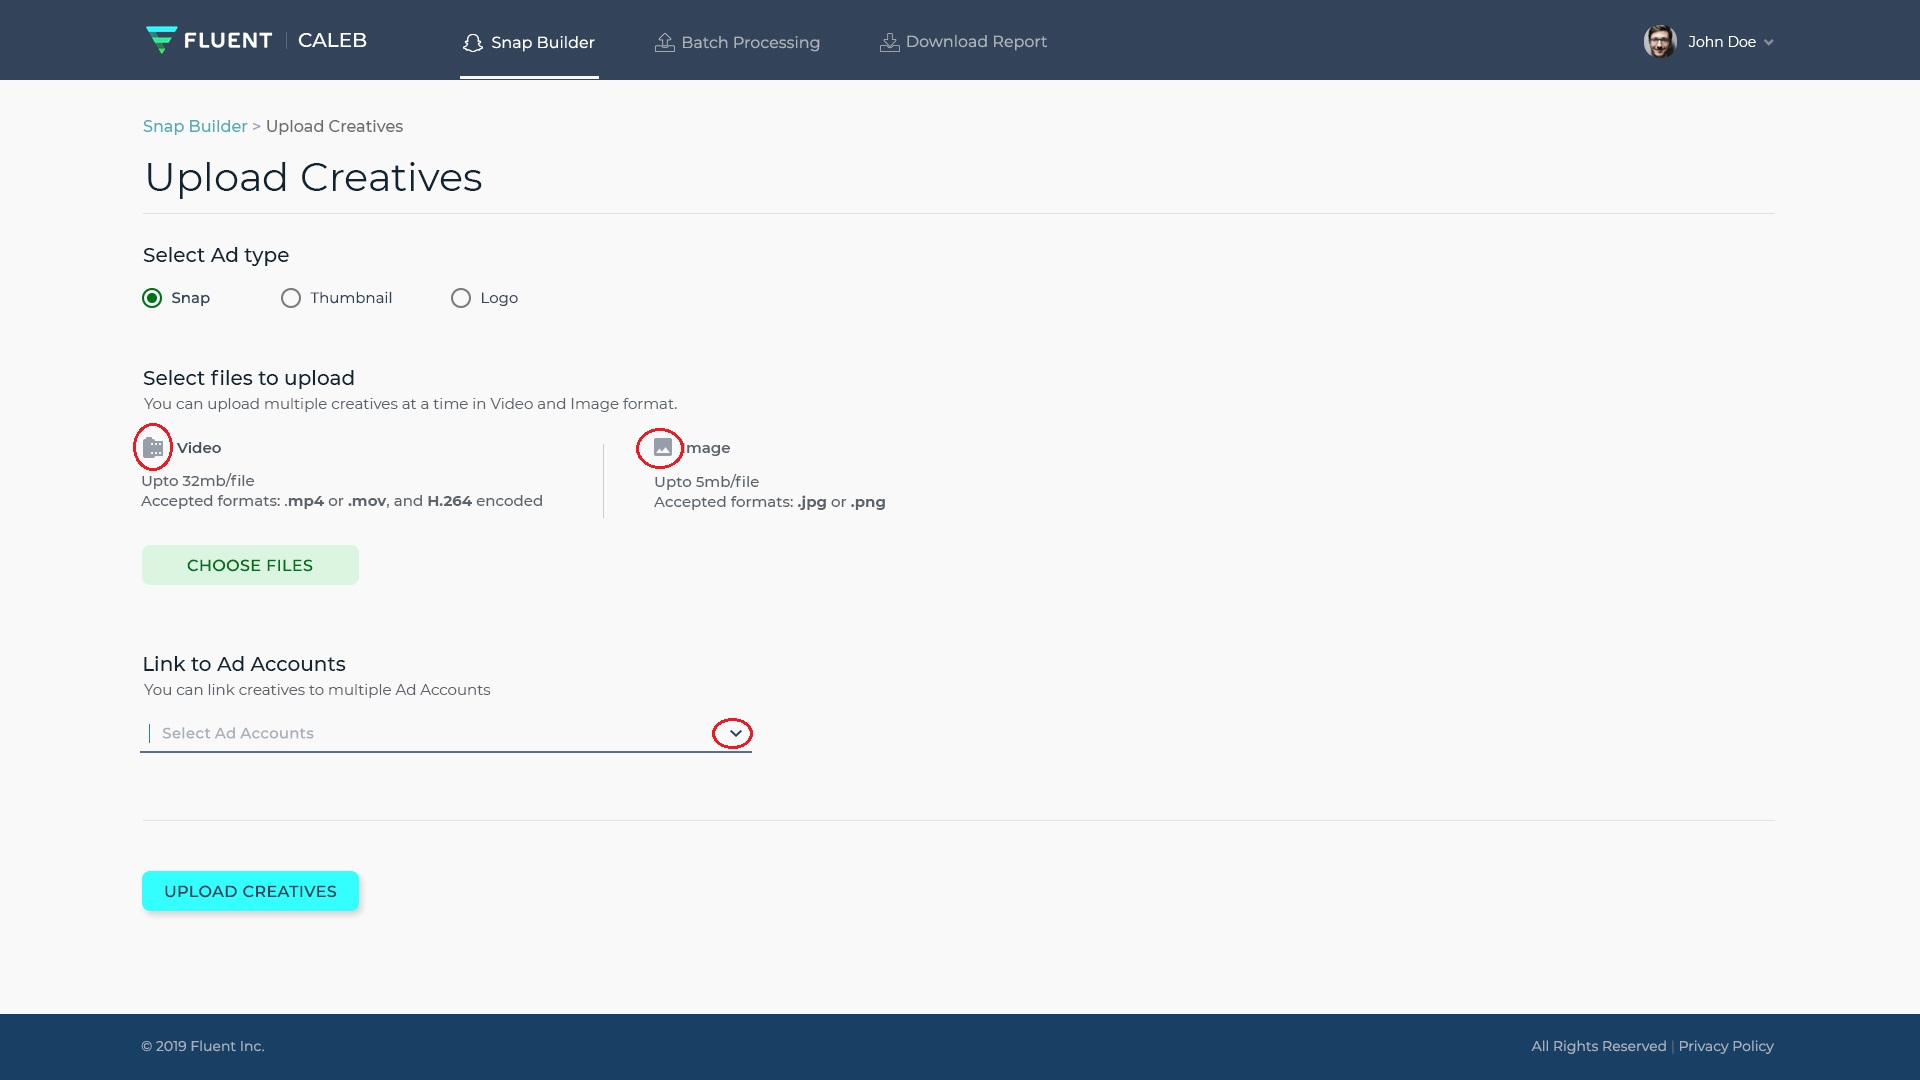 FLUENT | CALEB
Snap Builder
Batch Processing
Download Report
John Doe
Snap Builder > Upload Creatives
Upload Creatives
Select Ad type
Snap
Thumbnail
Logo
Select files to upload
You can upload multiple creatives at a time in Video and Image format.
Video
Upto 32mb/file
Accepted formats: .mp4 or .mov, and H.264 encoded
Image
Upto 5mb/file
Accepted formats: .jpg or .png
CHOOSE FILES
Link to Ad Accounts
You can link creatives to multiple Ad Accounts
Select Ad Accounts
UPLOAD CREATIVES
© 2019 Fluent Inc.
All Rights Reserved | Privacy Policy